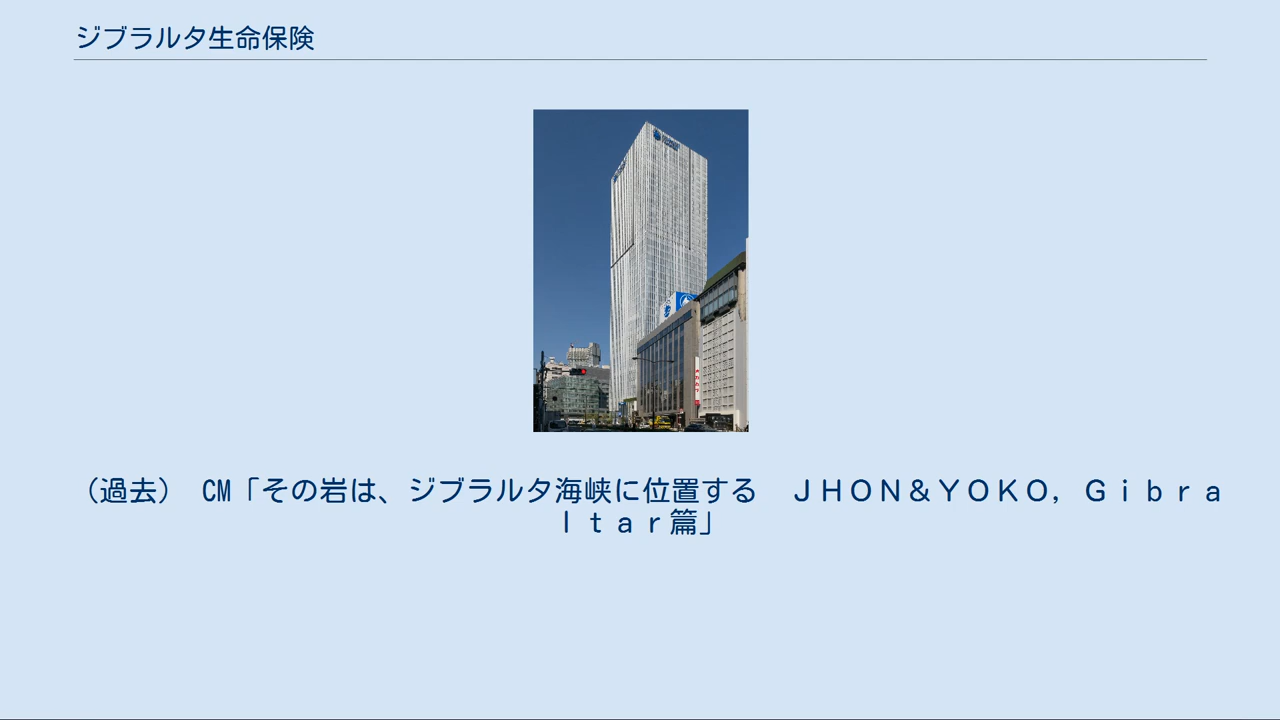 ジブラルタ生命保険
（過去）　CM「その岩は、ジブラルタ海峡に位置する　ＪＨＯＮ＆ＹＯＫＯ，Ｇｉｂｒａ
ｌｔａｒ篇」